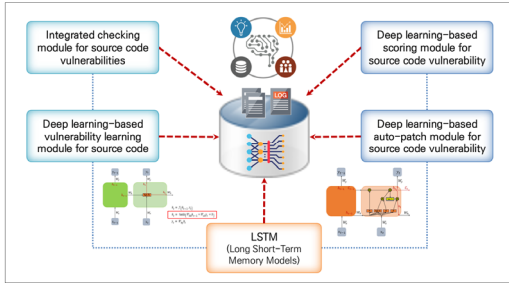 Integrated checking
module for source code
vulnerabilities
Deep learning-based
scoring module for
source code vulnerability
LOG
Deep learning-based
vulnerability learning
module for source code
Deep learning-based
auto-patch module for
source code vulnerability
LSTM
(Long Short-Term
Memory Models)